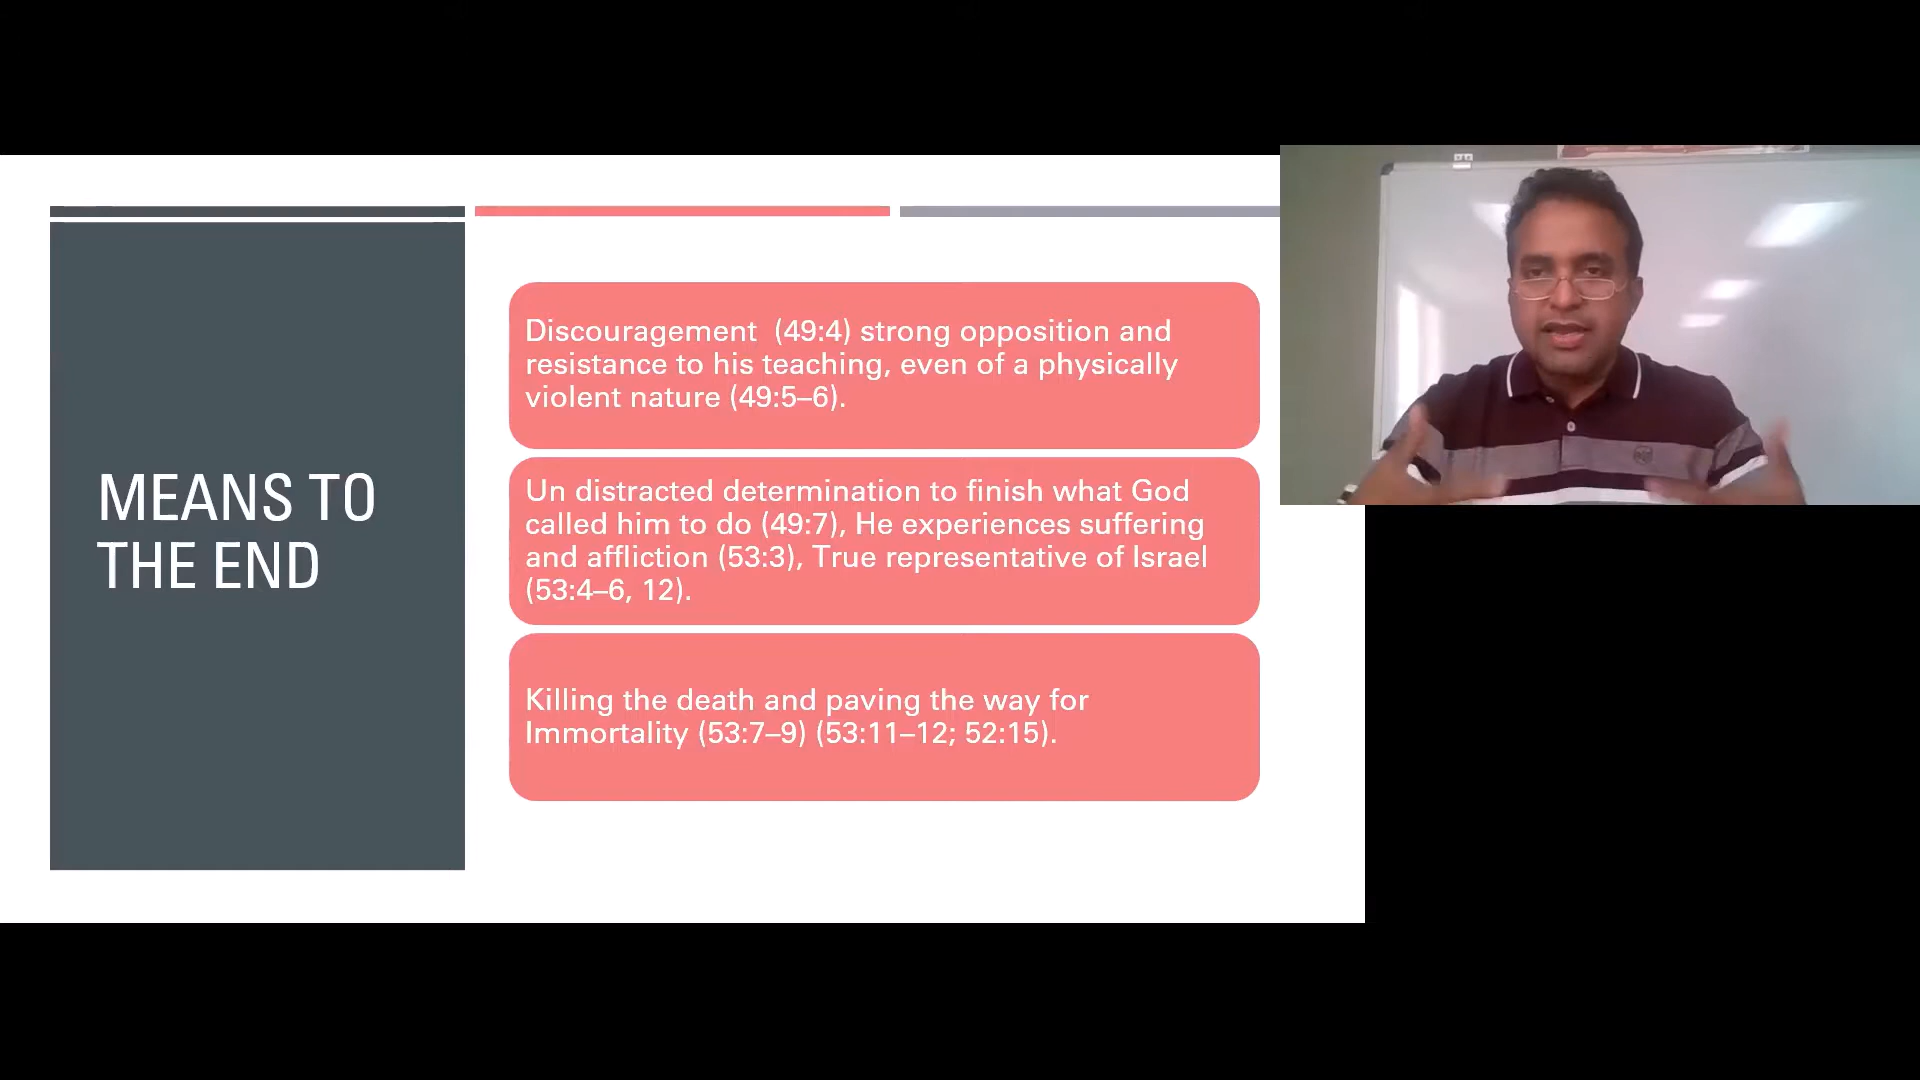 MEANS TO
THE END
Discouragement  (49:4) strong opposition and
resistance to his teaching, even of a physically
violent nature (49:5–6).
Un distracted determination to finish what God
called him to do (49:7), He experiences suffering
and affliction (53:3), True representative of Israel
(53:4–6, 12).
Killing the death and paving the way for
Immortality (53:7–9) (53:11–12; 52:15).